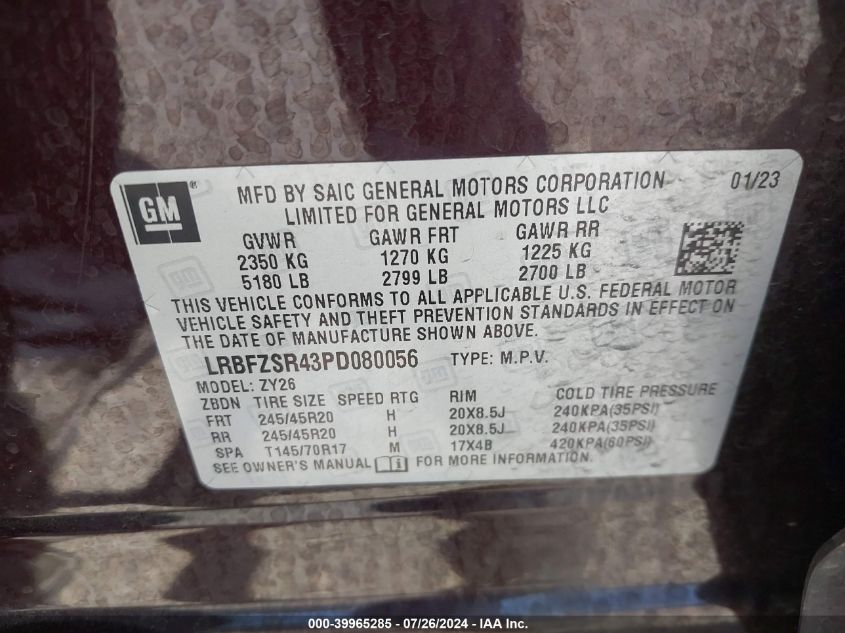 GM ®
MFD BY SAIC GENERAL MOTORS CORPORATION 01/23
LIMITED FOR GENERAL MOTORS LLC
GVWR GAWR FRT GAWR RR
2350 KG 1270 KG 1225 KG
5180 LB 2799 LB 2700 LB
THIS VEHICLE CONFORMS TO ALL APPLICABLE U.S. FEDERAL MOTOR
VEHICLE SAFETY AND THEFT PREVENTION STANDARDS IN EFFECT ON
THE DATE OF MANUFACTURE SHOWN ABOVE.
LRBFZSR43PD080056 TYPE: M.P.V.
MODEL: ZY26
ZBDN TIRE SIZE SPEED RTG RIM COLD TIRE PRESSURE
FRT 245/45R20 H 20X8.5J 240KPA(35PSI)
RR 245/45R20 H 20X8.5J 240KPA(35PSI)
SPA T145/70R17 M 17X4B 420KPA(60PSI)
SEE OWNER'S MANUAL FOR MORE INFORMATION.
000-39965285 - 07/26/2024 - IAA Inc.